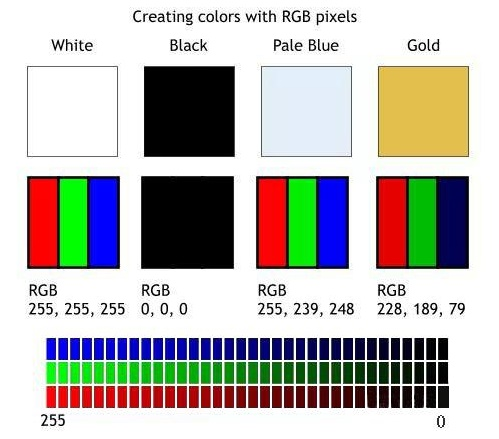 Creating colors with RGB pixels
White Black Pale Blue Gold
RGB RGB RGB RGB
255, 255, 255 0, 0, 0 255, 239, 248 228, 189, 79
255 0